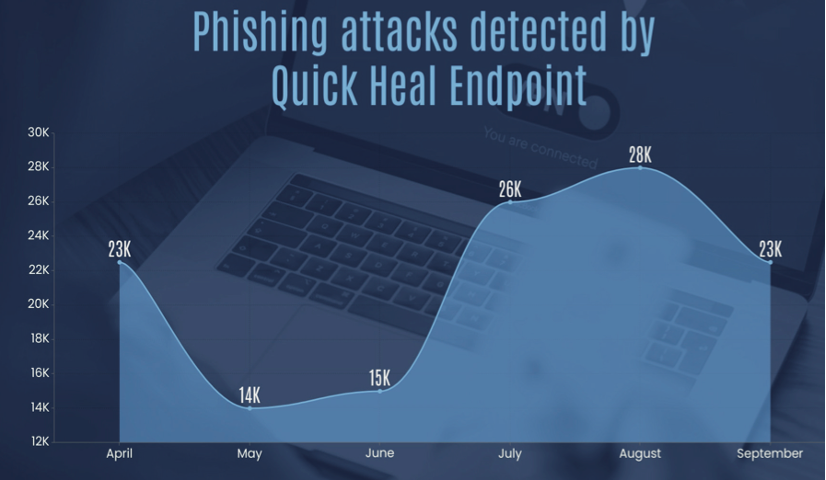 Phishing attacks detected by
Quick Heal Endpoint
VPN
You are connected
30K
28K
26K
24K
22K
20K
18K
16K
14K
12K
23K
14K
15K
26K
28K
23K
April May June July August September